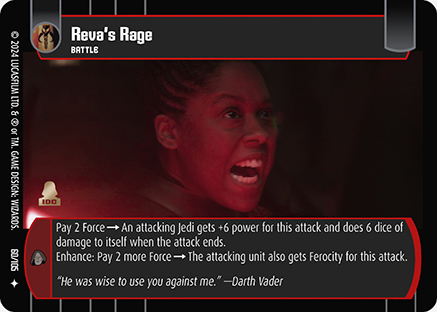 Reva's Rage
BATTLE
© 2024 LUCASFILM LTD. & ® or TM. GAME DESIGN: WIZARDS.
60/105
IDC
Pay 2 Force → An attacking Jedi gets +6 power for this attack and does 6 dice of
damage to itself when the attack ends.
Enhance: Pay 2 more Force → The attacking unit also gets Ferocity for this attack.
“He was wise to use you against me.” —Darth Vader